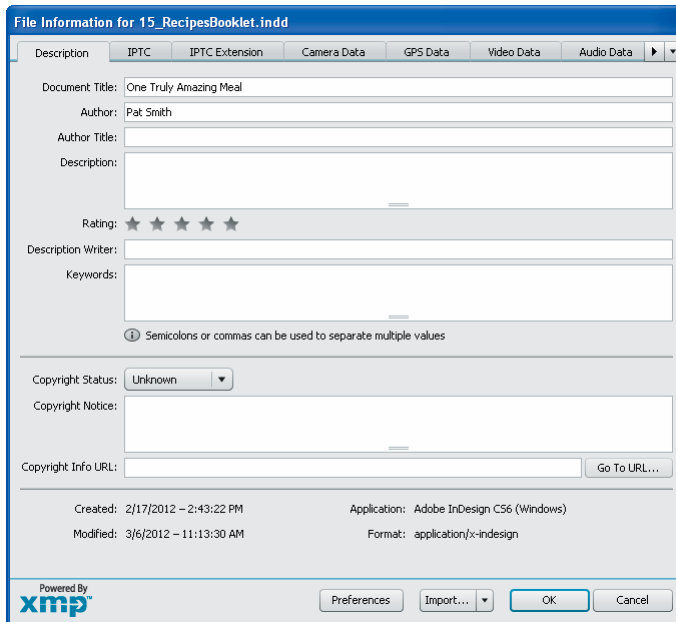 File Information for 15_RecipesBooklet.indd
Description IPTC IPTC Extension Camera Data GPS Data Video Data Audio Data
Document Title: One Truly Amazing Meal
Author: Pat Smith
Author Title:
Description:
Rating:
Description Writer:
Keywords:
Semicolons or commas can be used to separate multiple values
Copyright Status: Unknown
Copyright Notice:
Copyright Info URL: Go To URL...
Created: 2/17/2012 – 2:43:22 PM Application: Adobe InDesign CS6 (Windows)
Modified: 3/6/2012 – 11:13:30 AM Format: application/x-indesign
Powered By
xmp™ Preferences Import... OK Cancel